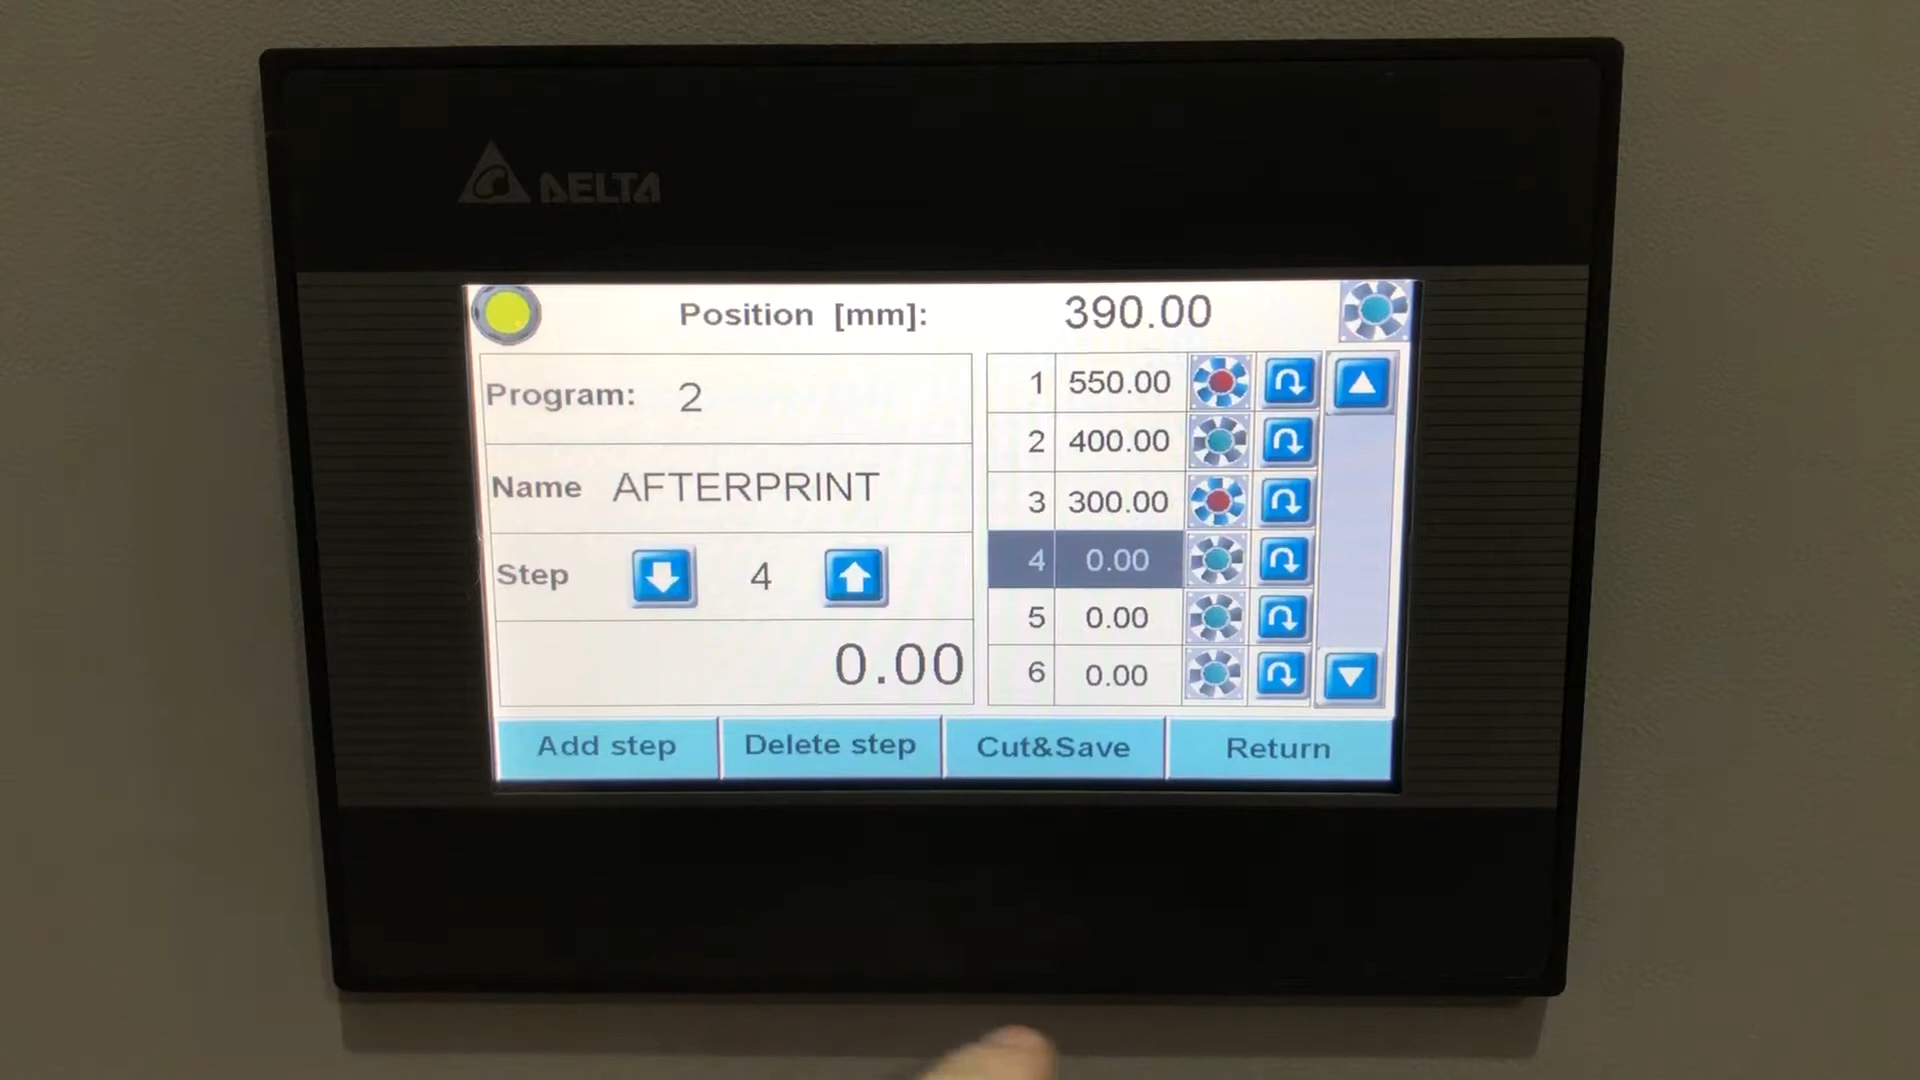 DELTA
Position [mm]: 390.00
Program: 2
Name AFTERPRINT
Step 4
0.00
1 550.00
2 400.00
3 300.00
4 0.00
5 0.00
6 0.00
Add step Delete step Cut&Save Return